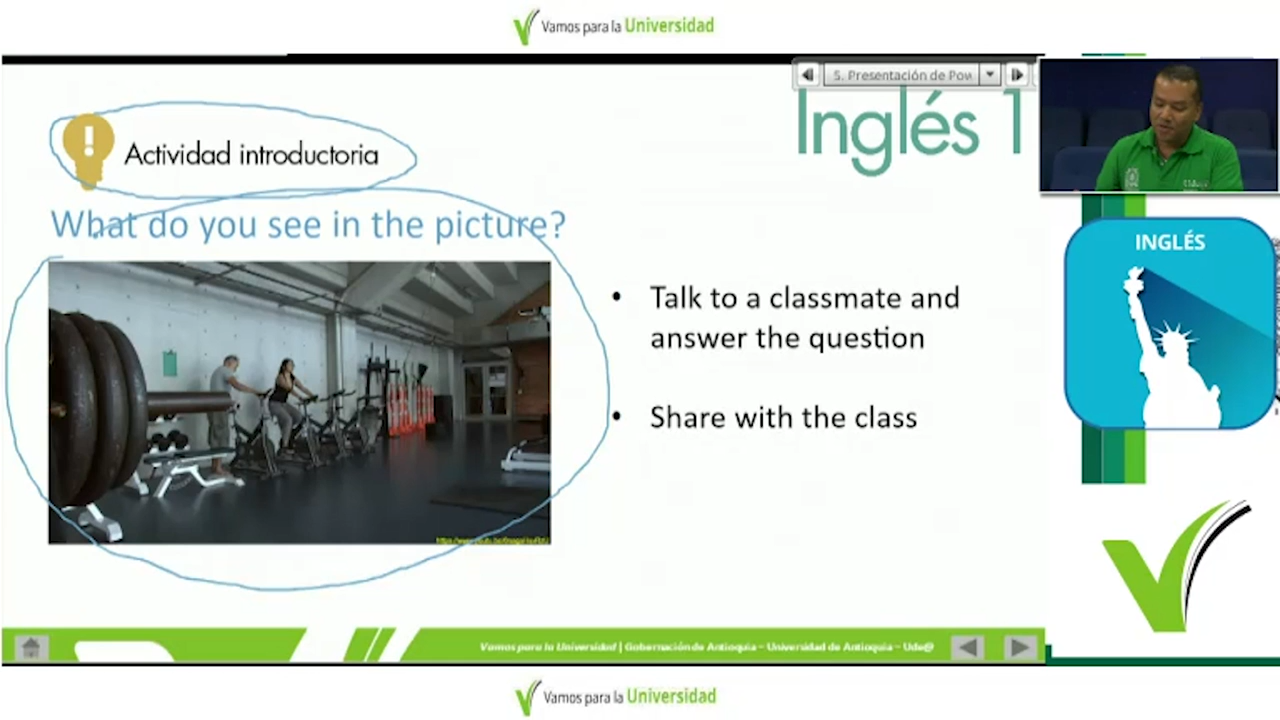 Vamos para la Universidad
5. Presentación de Pow
Inglés 1
Actividad introductoria
What do you see in the picture?
• Talk to a classmate and
answer the question
• Share with the class
INGLÉS
Vamos para la Universidad | Gobernación de Antioquia – Universidad de Antioquia – Ude@
Vamos para la Universidad